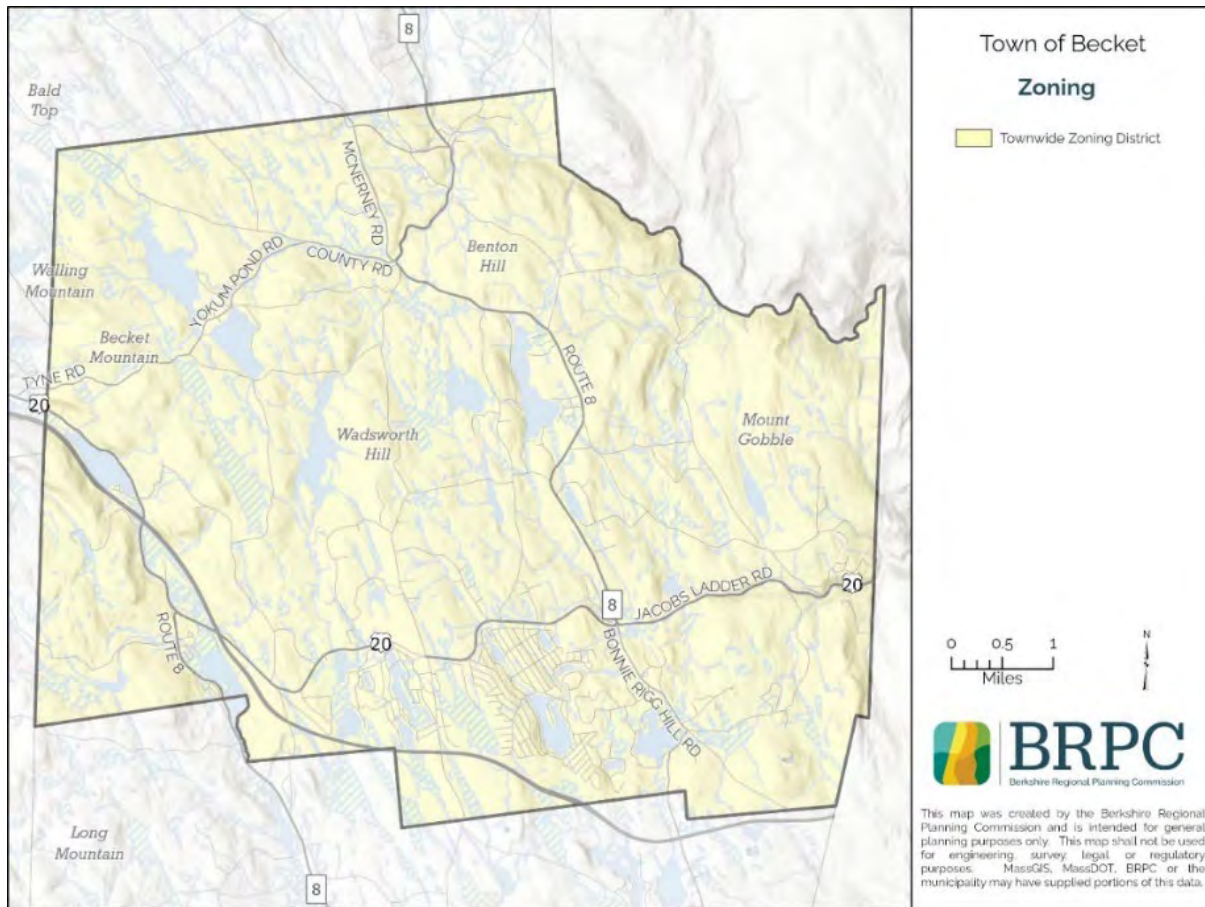 8
Bald
Top
MCNERNEY RD
Benton
Hill
COUNTY RD
YOKUM POND RD
Walling
Mountain
Becket
Mountain
TYNE RD
20
ROUTE 8
Wadsworth
Hill
Mount
Gobble
20
8
JACOBS LADDER RD
ROUTE 8
20
BONNIE RIGG HILL RD
Long
Mountain
8
Town of Becket
Zoning
Townwide Zoning District
0 0.5 1
Miles
N
BRPC
Berkshire Regional Planning Commission
This map was created by the Berkshire Regional
Planning Commission and is intended for general
planning purposes only. This map shall not be used
for engineering, survey, legal, or regulatory
purposes. MassGIS, MassDOT, BRPC or the
municipality may have supplied portions of this data.